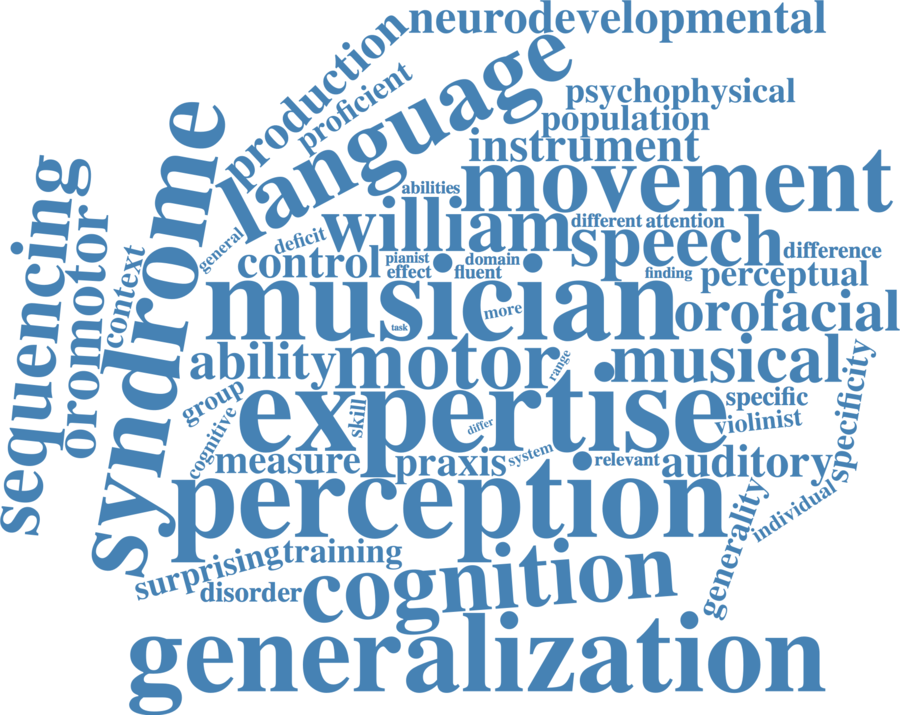 neurodevelopmental
production
proficient
language
psychophysical
population
instrument
movement
abilities
syndrome
sequencing
oromotor
context
general
deficit
william
different
attention
speech
difference
control
pianist
effect
domain
fluent
finding
perceptual
musician
more
task
orofacial
ability
motor
range
musical
specificity
group
cognitive
expertise
skill
differ
specific
violinist
measure
praxis
system
relevant
auditory
perception
individual
generality
surprising
training
disorder
cognition
generalization